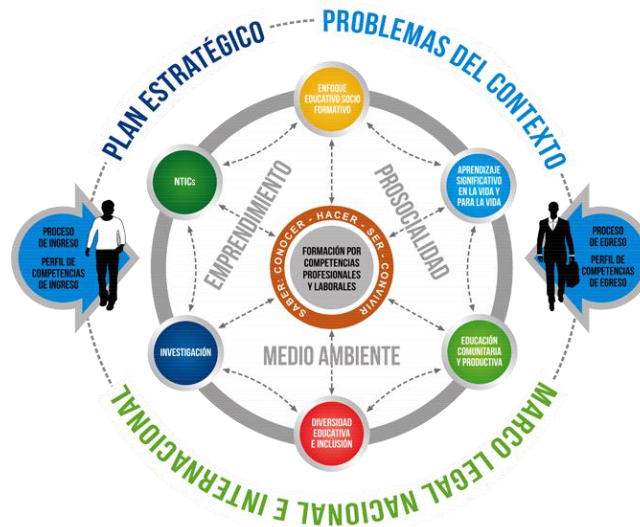 PLAN ESTRATÉGICO
PROBLEMAS DEL CONTEXTO
ENFOQUE
EDUCATIVO SOCIO
FORMATIVO
NTICs
APRENDIZAJE
SIGNIFICATIVO
EN LA VIDA Y
PARA LA VIDA
EMPRENDIMIENTO
PROSOCIALIDAD
PROCESO
DE INGRESO
PERFIL DE
COMPETENCIAS
DE INGRESO
SABER: CONOCER - HACER - SER - CONVIVIR
FORMACIÓN POR
COMPETENCIAS
PROFESIONALES
Y LABORALES
PROCESO
DE EGRESO
PERFIL DE
COMPETENCIAS
DE EGRESO
INVESTIGACIÓN
MEDIO AMBIENTE
EDUCACIÓN
COMUNITARIA
Y PRODUCTIVA
DIVERSIDAD
EDUCATIVA
E INCLUSIÓN
MARCO LEGAL NACIONAL E INTERNACIONAL